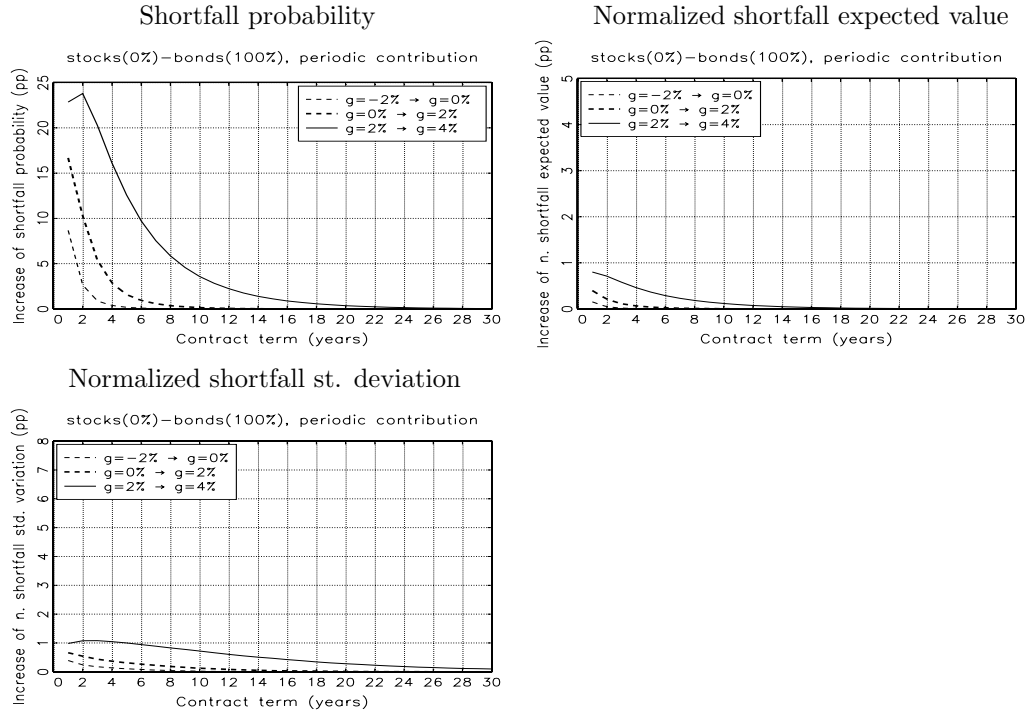 Shortfall probability
stocks(0%)−bonds(100%), periodic contribution
Increase of shortfall probability (pp)
25
20
15
10
5
0
g=−2% → g=0%
g=0% → g=2%
g=2% → g=4%
0 2 4 6 8 10 12 14 16 18 20 22 24 26 28 30
Contract term (years)
Normalized shortfall expected value
stocks(0%)−bonds(100%), periodic contribution
Increase of n. shortfall expected value (pp)
5
4
3
2
1
0
g=−2% → g=0%
g=0% → g=2%
g=2% → g=4%
0 2 4 6 8 10 12 14 16 18 20 22 24 26 28 30
Contract term (years)
Normalized shortfall st. deviation
stocks(0%)−bonds(100%), periodic contribution
Increase of n. shortfall std. variation (pp)
8
7
6
5
4
3
2
1
0
g=−2% → g=0%
g=0% → g=2%
g=2% → g=4%
0 2 4 6 8 10 12 14 16 18 20 22 24 26 28 30
Contract term (years)